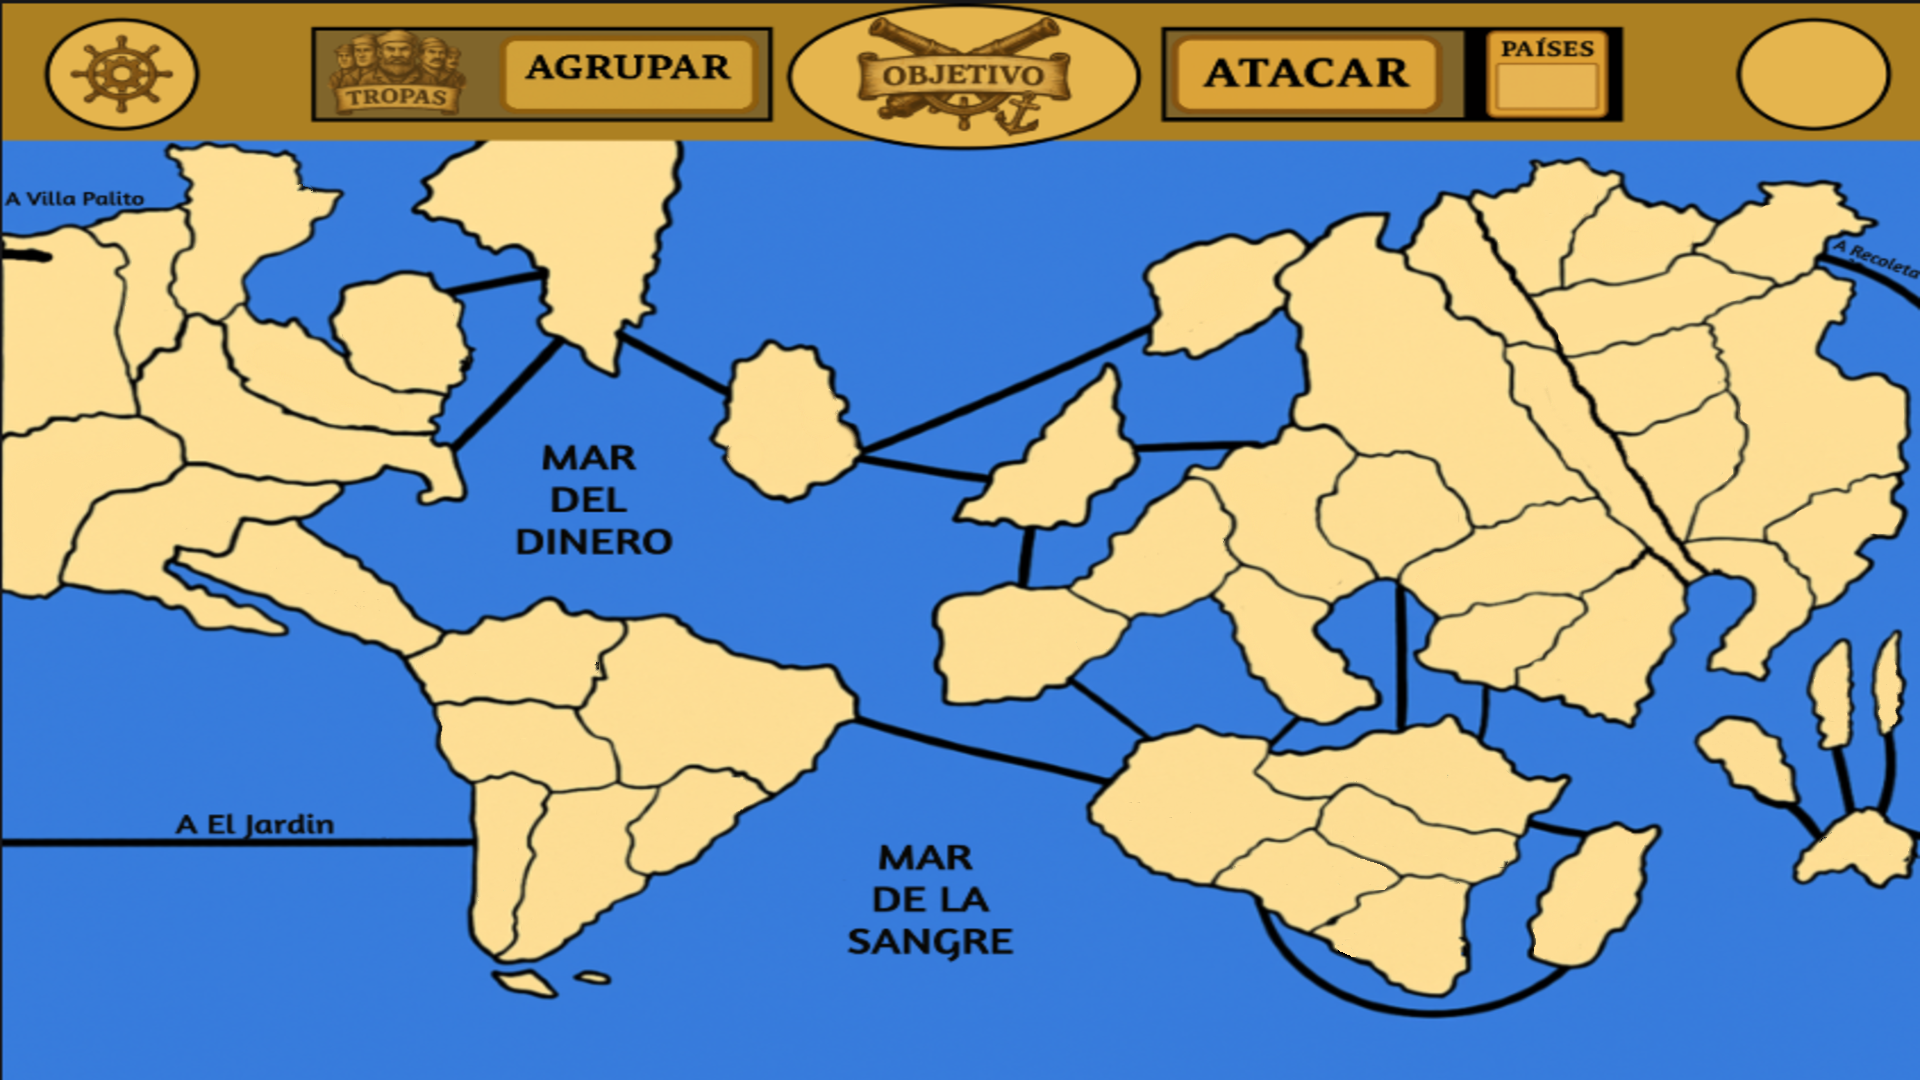 TROPAS
AGRUPAR
OBJETIVO
ATACAR
PAÍSES
A Villa Palito
A Recoleta
MAR
DEL
DINERO
A El Jardin
MAR
DE LA
SANGRE